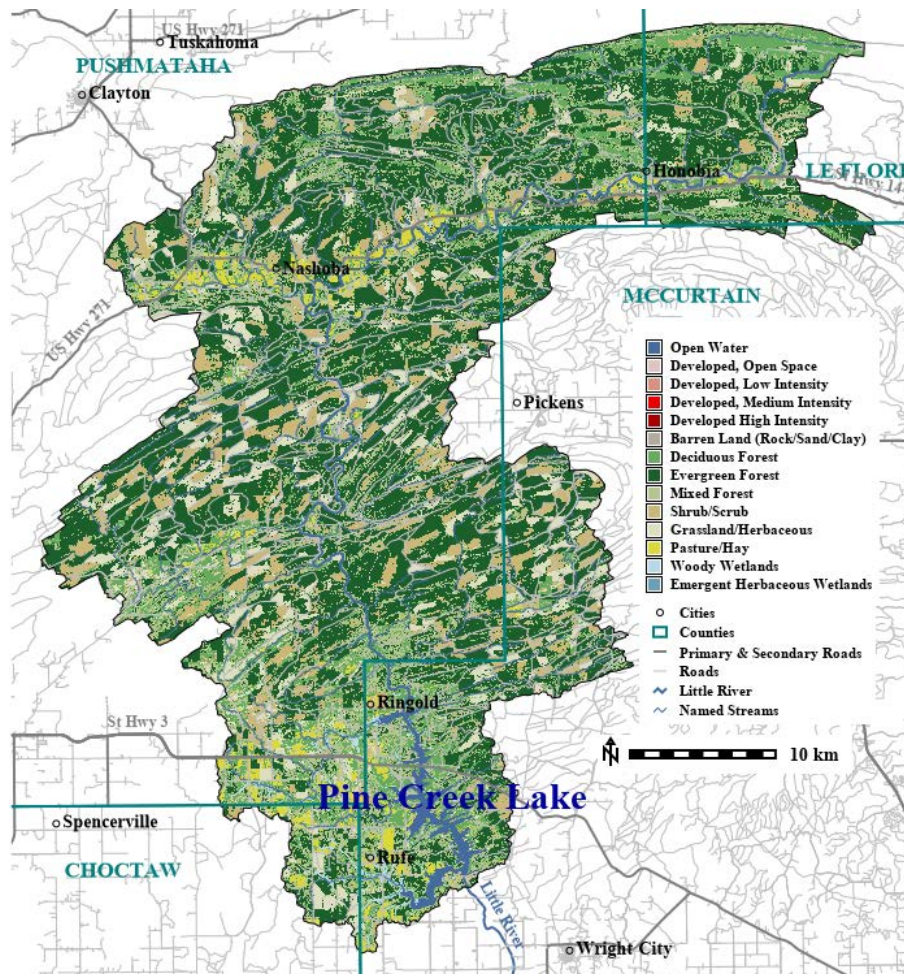 US Hwy 271
Tuskahoma
PUSHMATAHA
Clayton
Honobia
LE FLOR
Nashoba
MCCURTAIN
US Hwy 271
Pickens
Open Water
Developed, Open Space
Developed, Low Intensity
Developed, Medium Intensity
Developed High Intensity
Barren Land (Rock/Sand/Clay)
Deciduous Forest
Evergreen Forest
Mixed Forest
Shrub/Scrub
Grassland/Herbaceous
Pasture/Hay
Woody Wetlands
Emergent Herbaceous Wetlands
Cities
Counties
Primary & Secondary Roads
Roads
Little River
Named Streams
Ringold
St Hwy 3
N
10 km
Pine Creek Lake
Spencerville
Rufe
CHOCTAW
Little River
Wright City